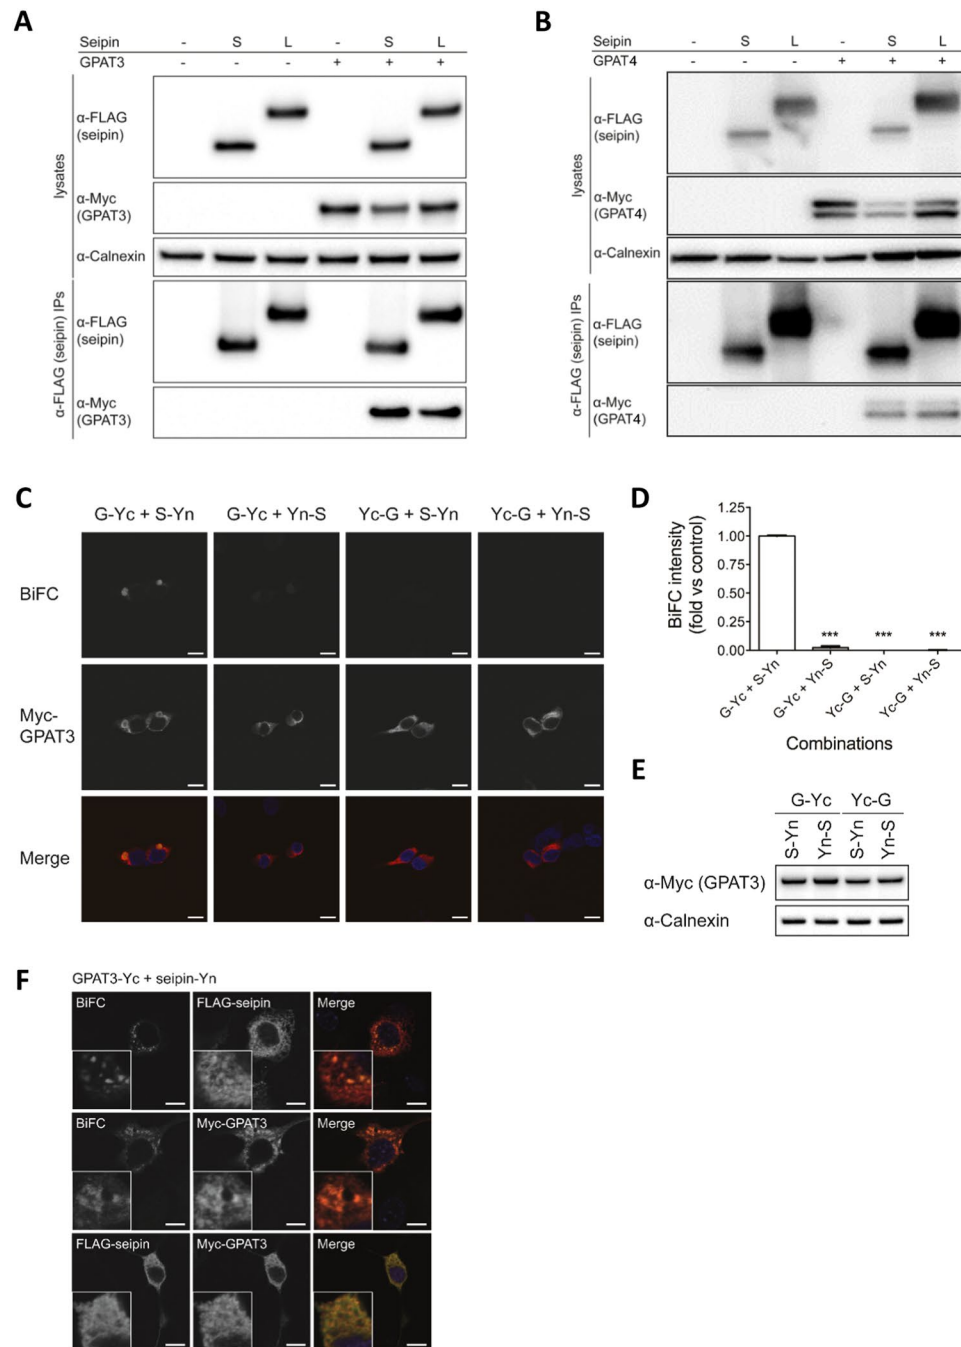 A
Seipin - S L - S L
GPAT3 - - - + + +
lysates
α-FLAG
(seipin)
α-Myc
(GPAT3)
α-Calnexin
α-FLAG (seipin) IPs
α-FLAG
(seipin)
α-Myc
(GPAT3)
B
Seipin - S L - S L
GPAT4 - - - + + +
lysates
α-FLAG
(seipin)
α-Myc
(GPAT4)
α-Calnexin
α-FLAG (seipin) IPs
α-FLAG
(seipin)
α-Myc
(GPAT4)
C
G-Yc + S-Yn G-Yc + Yn-S Yc-G + S-Yn Yc-G + Yn-S
BiFC
Myc-
GPAT3
Merge
D
BiFC intensity
(fold vs control)
1.25
1.00
0.75
0.50
0.25
0.00
*** *** ***
G-Yc + S-Yn G-Yc + Yn-S Yc-G + S-Yn Yc-G + Yn-S
Combinations
E
G-Yc Yc-G
S-Yn Yn-S S-Yn Yn-S
α-Myc (GPAT3)
α-Calnexin
F
GPAT3-Yc + seipin-Yn
BiFC FLAG-seipin Merge
BiFC Myc-GPAT3 Merge
FLAG-seipin Myc-GPAT3 Merge